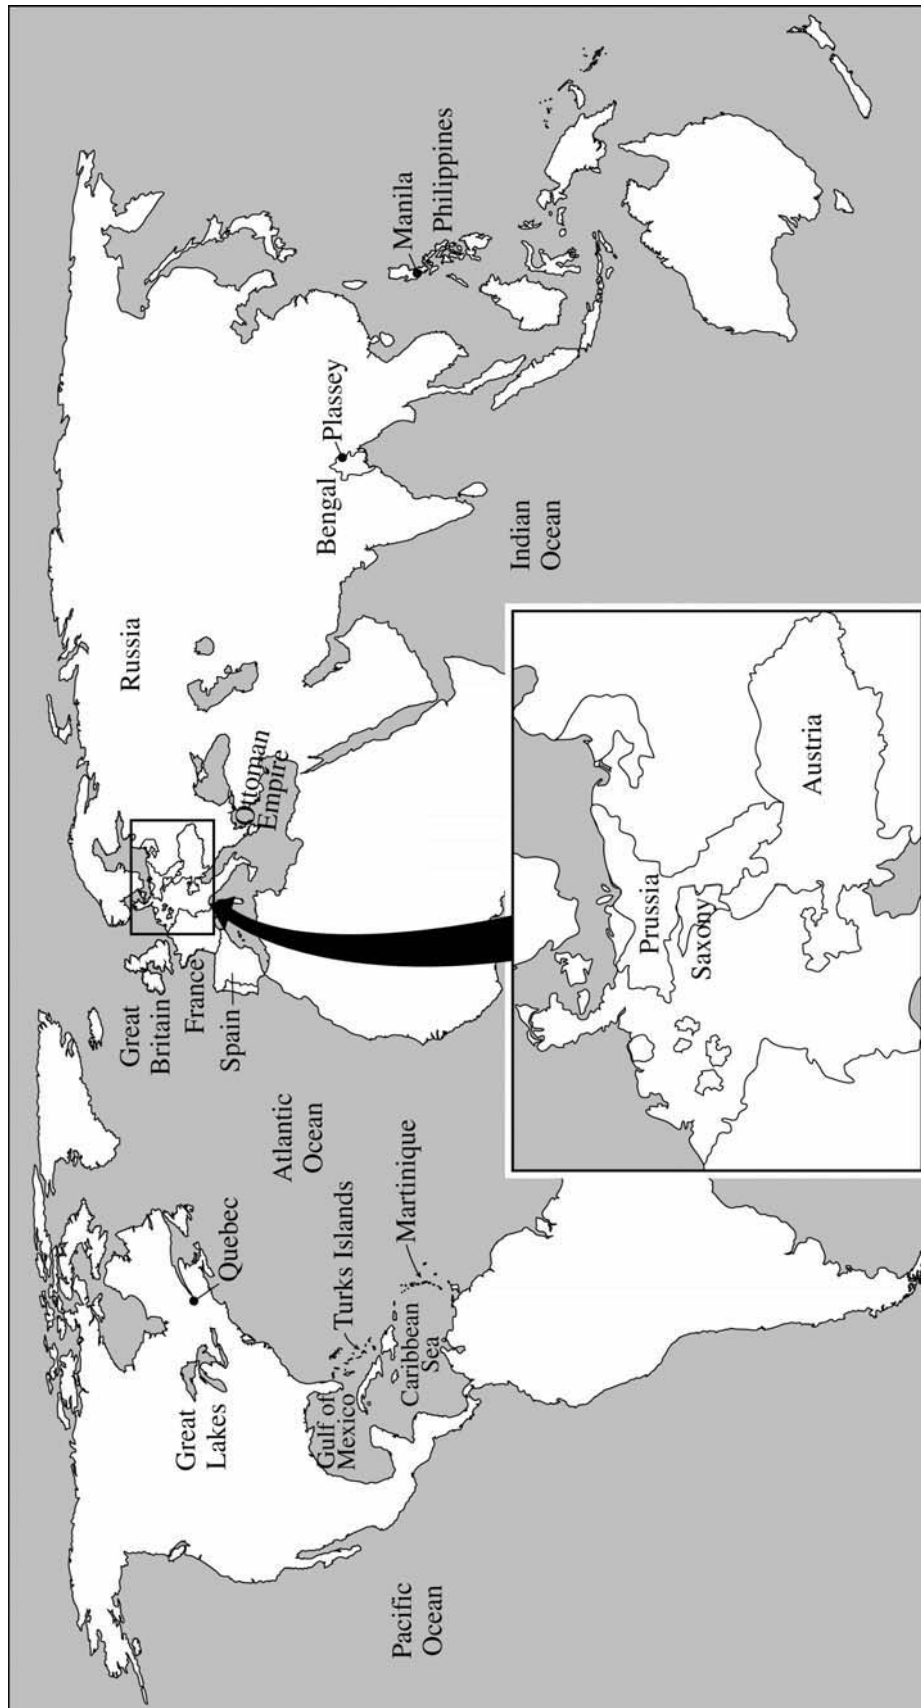 Great
Lakes
Quebec
Gulf of
Mexico
Turks Islands
Caribbean
Sea
Martinique
Pacific
Ocean
Atlantic
Ocean
Great
Britain
France
Spain
Russia
Ottoman
Empire
Bengal
Plassey
Indian
Ocean
Manila
Philippines
Prussia
Saxony
Austria